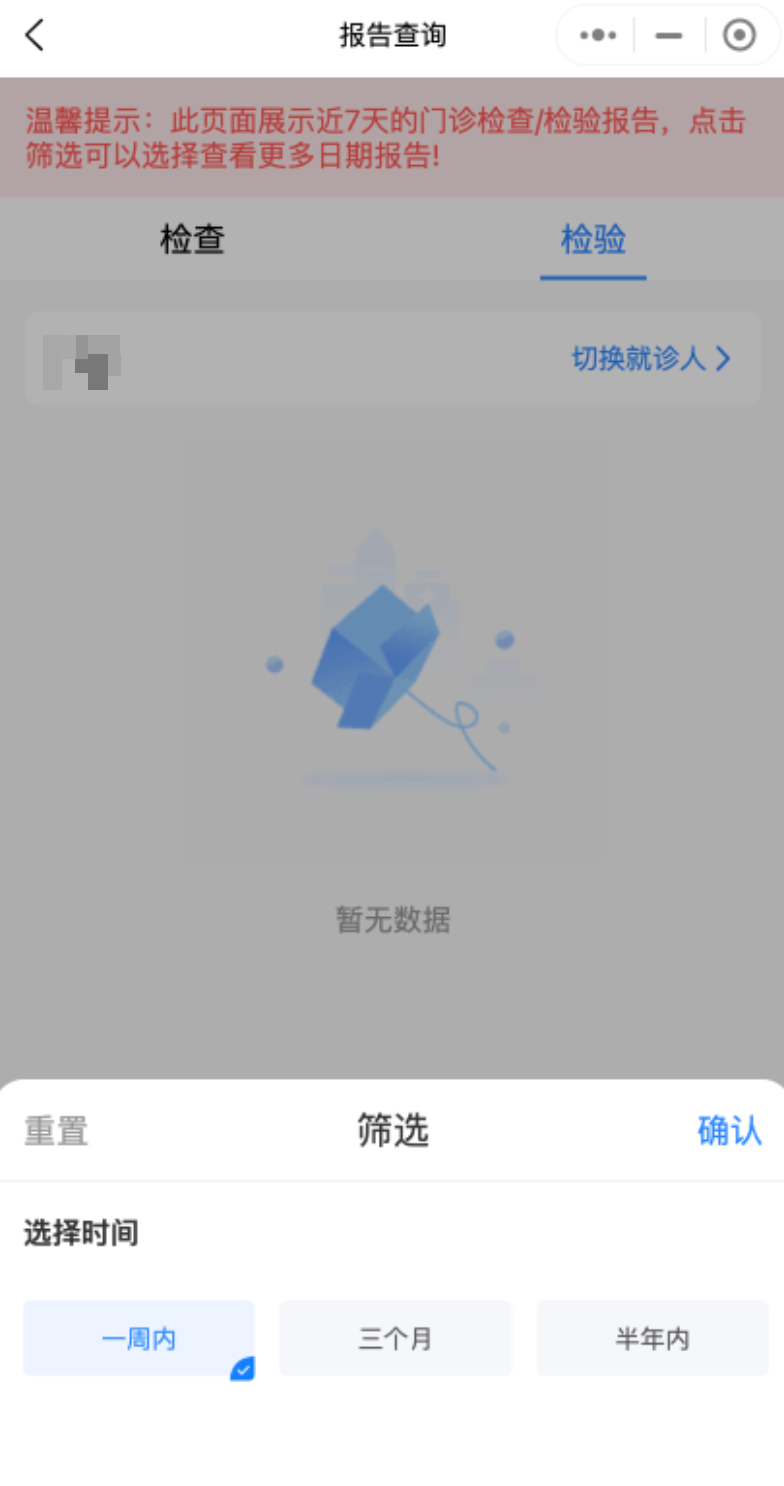 报告查询
温馨提示：此页面展示近7天的门诊检查/检验报告，点击
筛选可以选择查看更多日期报告!
检查
检验
切换就诊人
暂无数据
重置
筛选
确认
选择时间
一周内
三个月
半年内